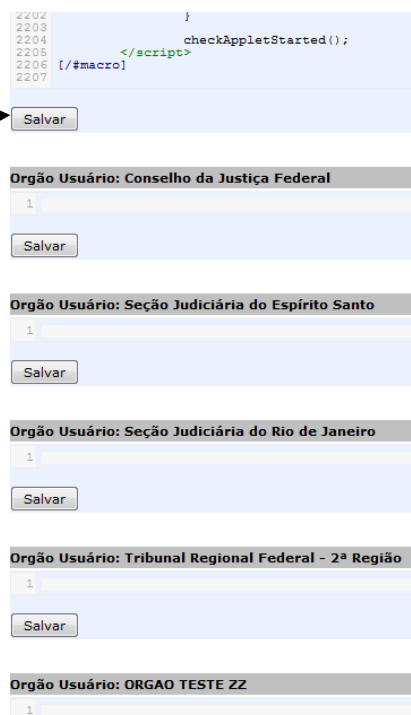 2202 }
2203
2204 checkAppletStarted();
2205 </script>
2206 [/#macro]
2207
Salvar
Orgão Usuário: Conselho da Justiça Federal
1
Salvar
Orgão Usuário: Seção Judiciária do Espírito Santo
1
Salvar
Orgão Usuário: Seção Judiciária do Rio de Janeiro
1
Salvar
Orgão Usuário: Tribunal Regional Federal - 2ª Região
1
Salvar
Orgão Usuário: ORGAO TESTE ZZ
1